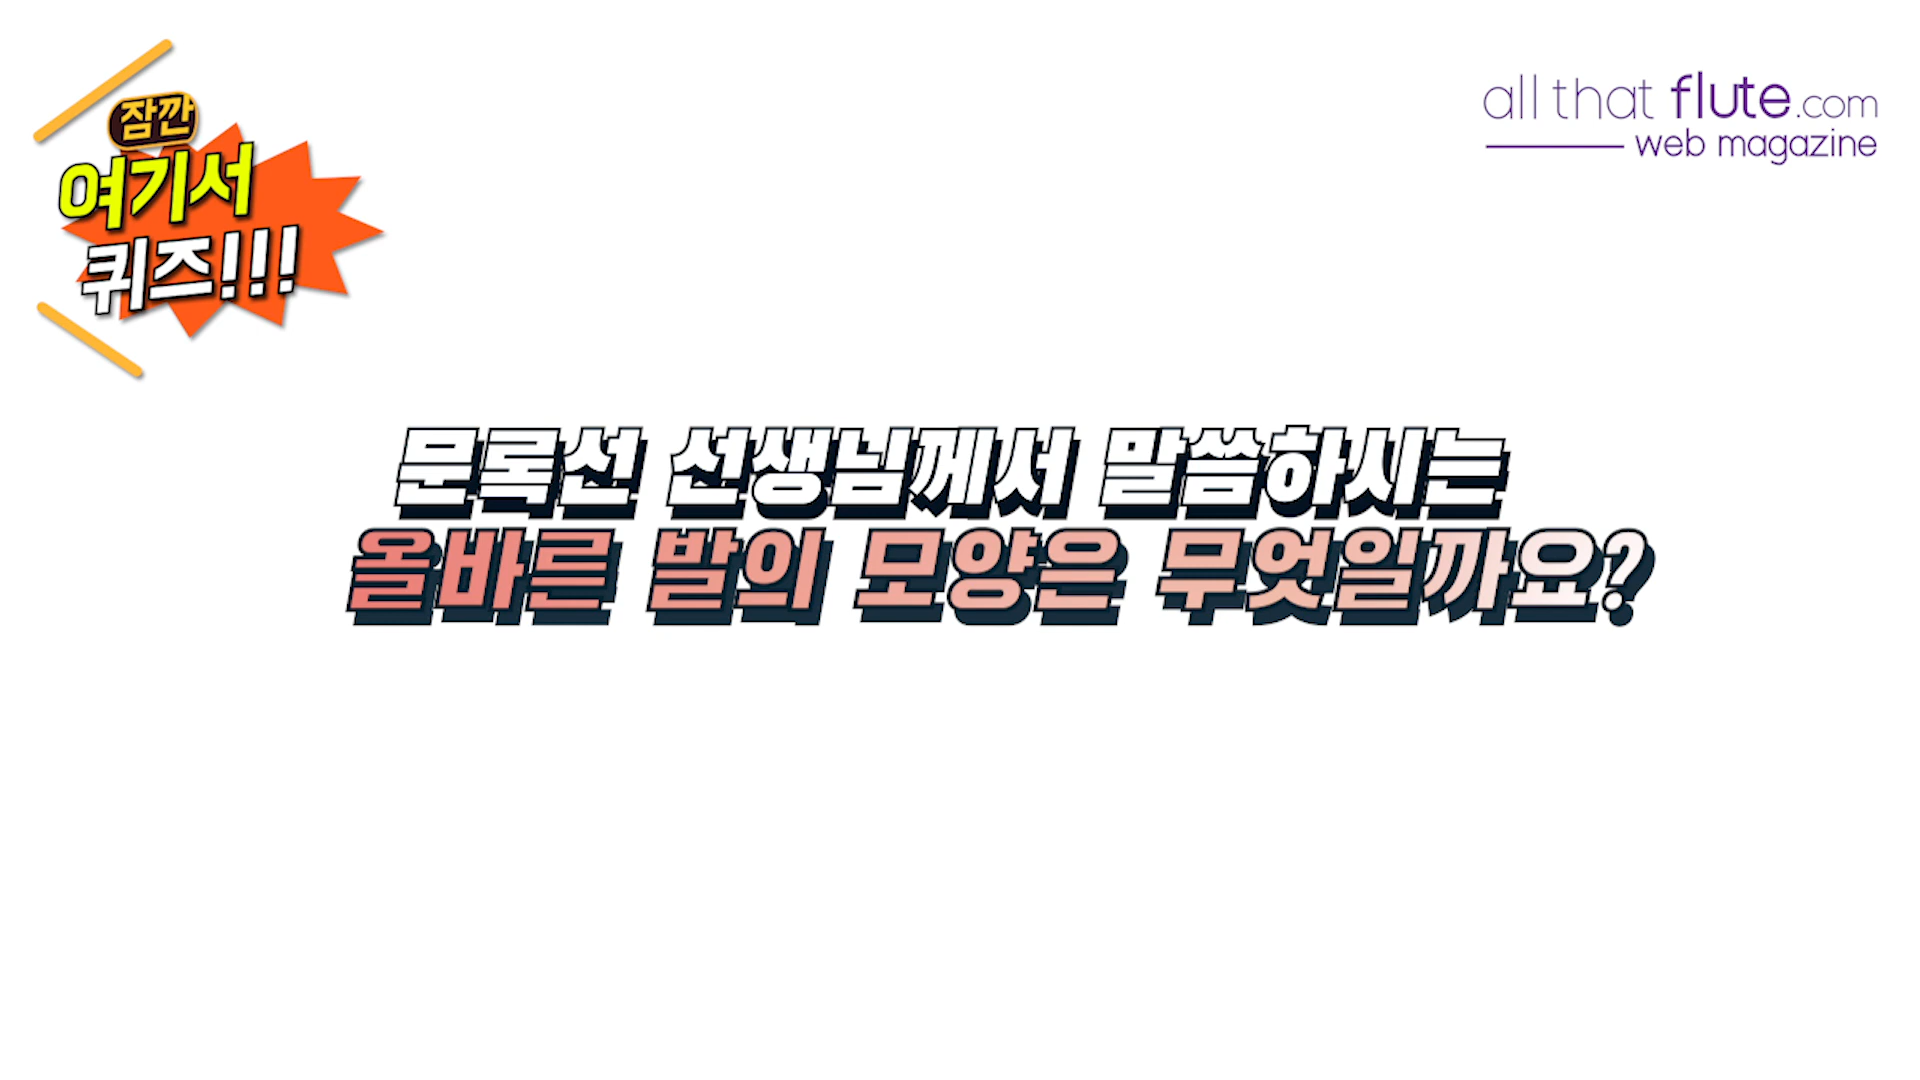 잠깐
여기서
퀴즈!!!
all that flute.com
web magazine
문록선 선생님께서 말씀하시는
올바른 발의 모양은 무엇일까요?